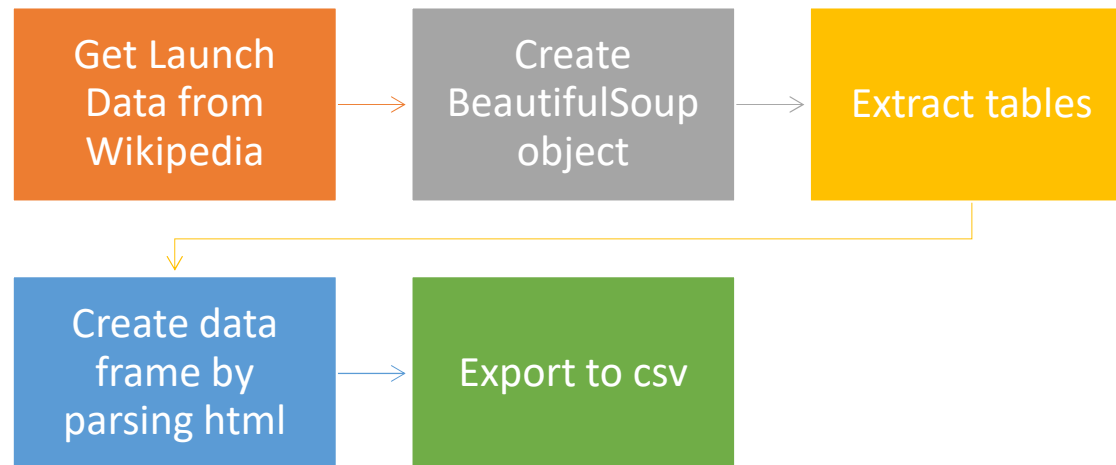 Get Launch
Data from
Wikipedia
Create
BeautifulSoup
object
Extract tables
Create data
frame by
parsing html
Export to csv